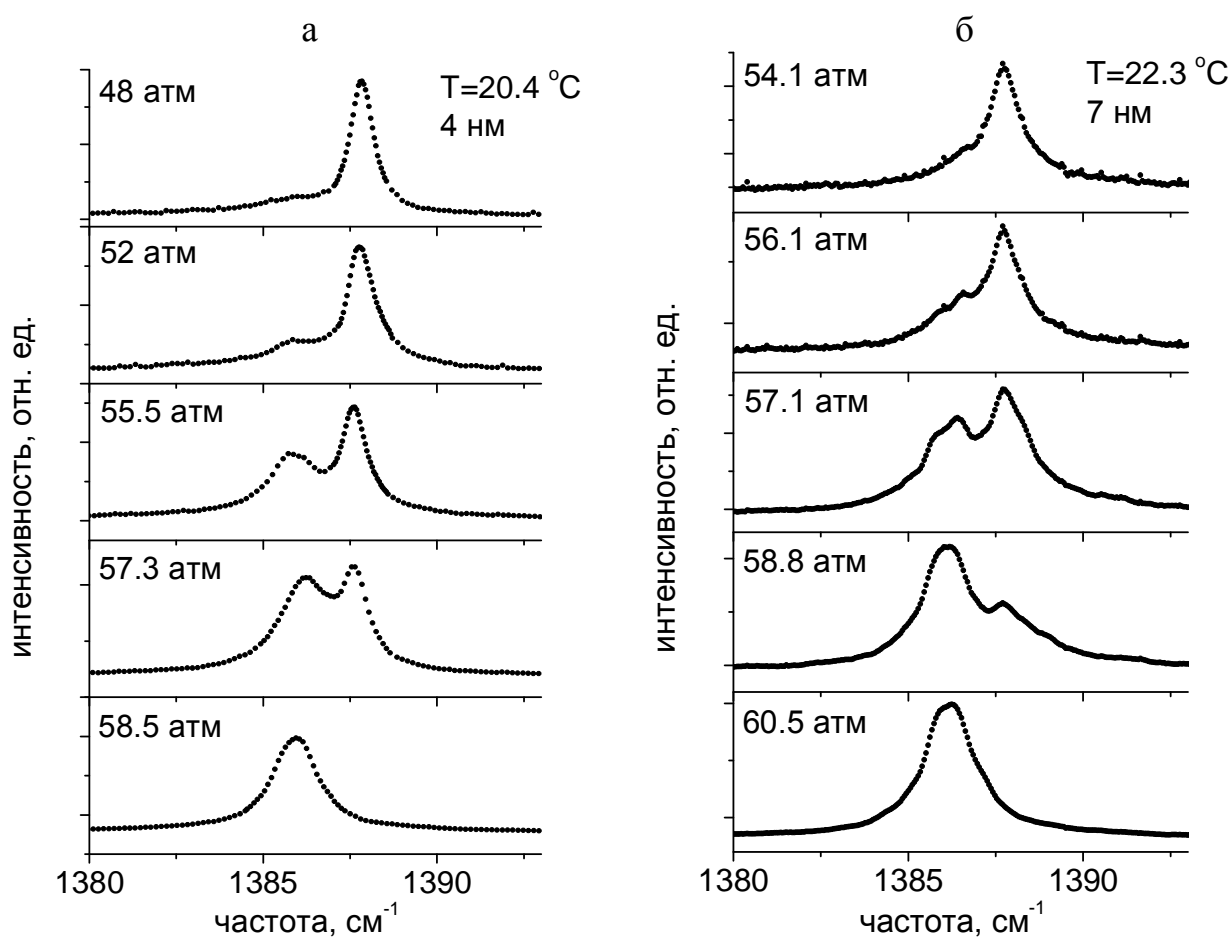 а
48 атм
T=20.4 °C
4 нм
52 атм
55.5 атм
57.3 атм
58.5 атм
1380
1385
1390
частота, см-1
интенсивность, отн. ед.
б
54.1 атм
T=22.3 °C
7 нм
56.1 атм
57.1 атм
58.8 атм
60.5 атм
1380
1385
1390
частота, см-1
интенсивность, отн. ед.